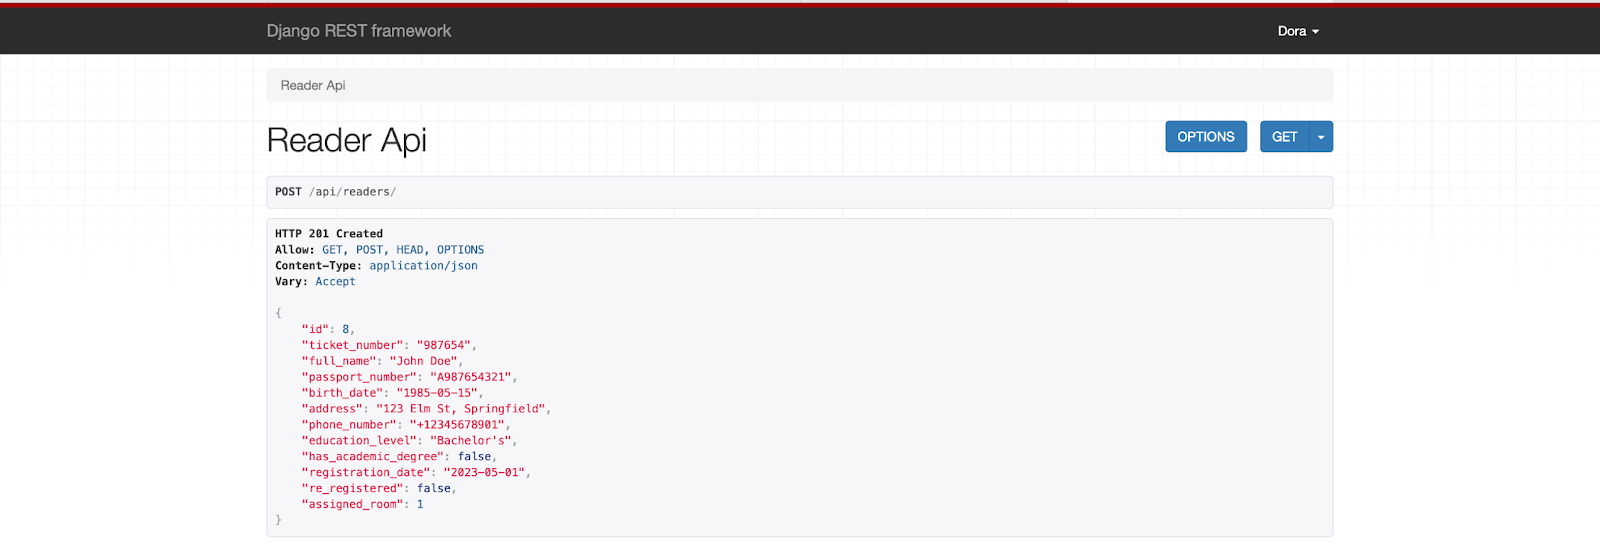 Django REST framework
Dora
Reader Api
Reader Api
OPTIONS
GET
POST /api/readers/
HTTP 201 Created
Allow: GET, POST, HEAD, OPTIONS
Content-Type: application/json
Vary: Accept
{
    "id": 8,
    "ticket_number": "987654",
    "full_name": "John Doe",
    "passport_number": "A987654321",
    "birth_date": "1985-05-15",
    "address": "123 Elm St, Springfield",
    "phone_number": "+12345678901",
    "education_level": "Bachelor's",
    "has_academic_degree": false,
    "registration_date": "2023-05-01",
    "re_registered": false,
    "assigned_room": 1
}